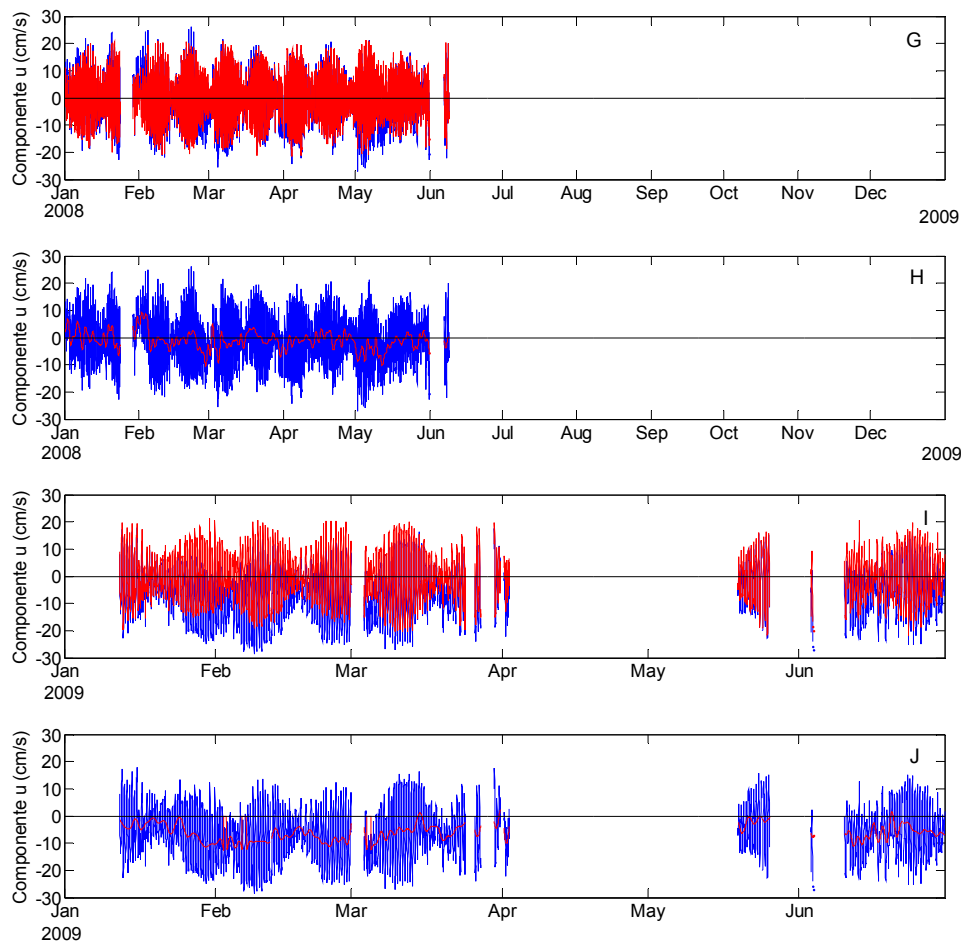 Componente u (cm/s)
30
20
10
0
-10
-20
-30
G
Jan Feb Mar Apr May Jun Jul Aug Sep Oct Nov Dec
2008 2009
Componente u (cm/s)
30
20
10
0
-10
-20
-30
H
Jan Feb Mar Apr May Jun Jul Aug Sep Oct Nov Dec
2008 2009
Componente u (cm/s)
30
20
10
0
-10
-20
-30
I
Jan Feb Mar Apr May Jun
2009
Componente u (cm/s)
30
20
10
0
-10
-20
-30
J
Jan Feb Mar Apr May Jun
2009